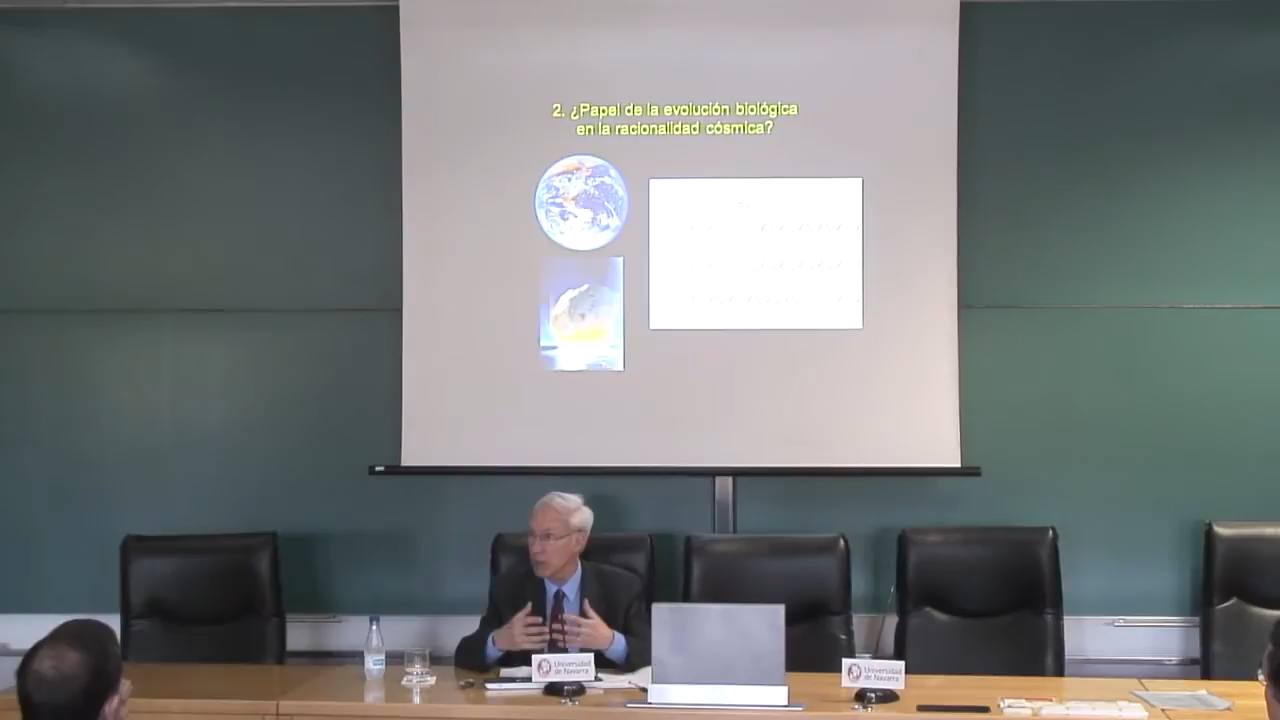 2. ¿Papel de la evolución biológica
en la racionalidad cósmica?
Universidad
de Navarra
Universidad
de Navarra